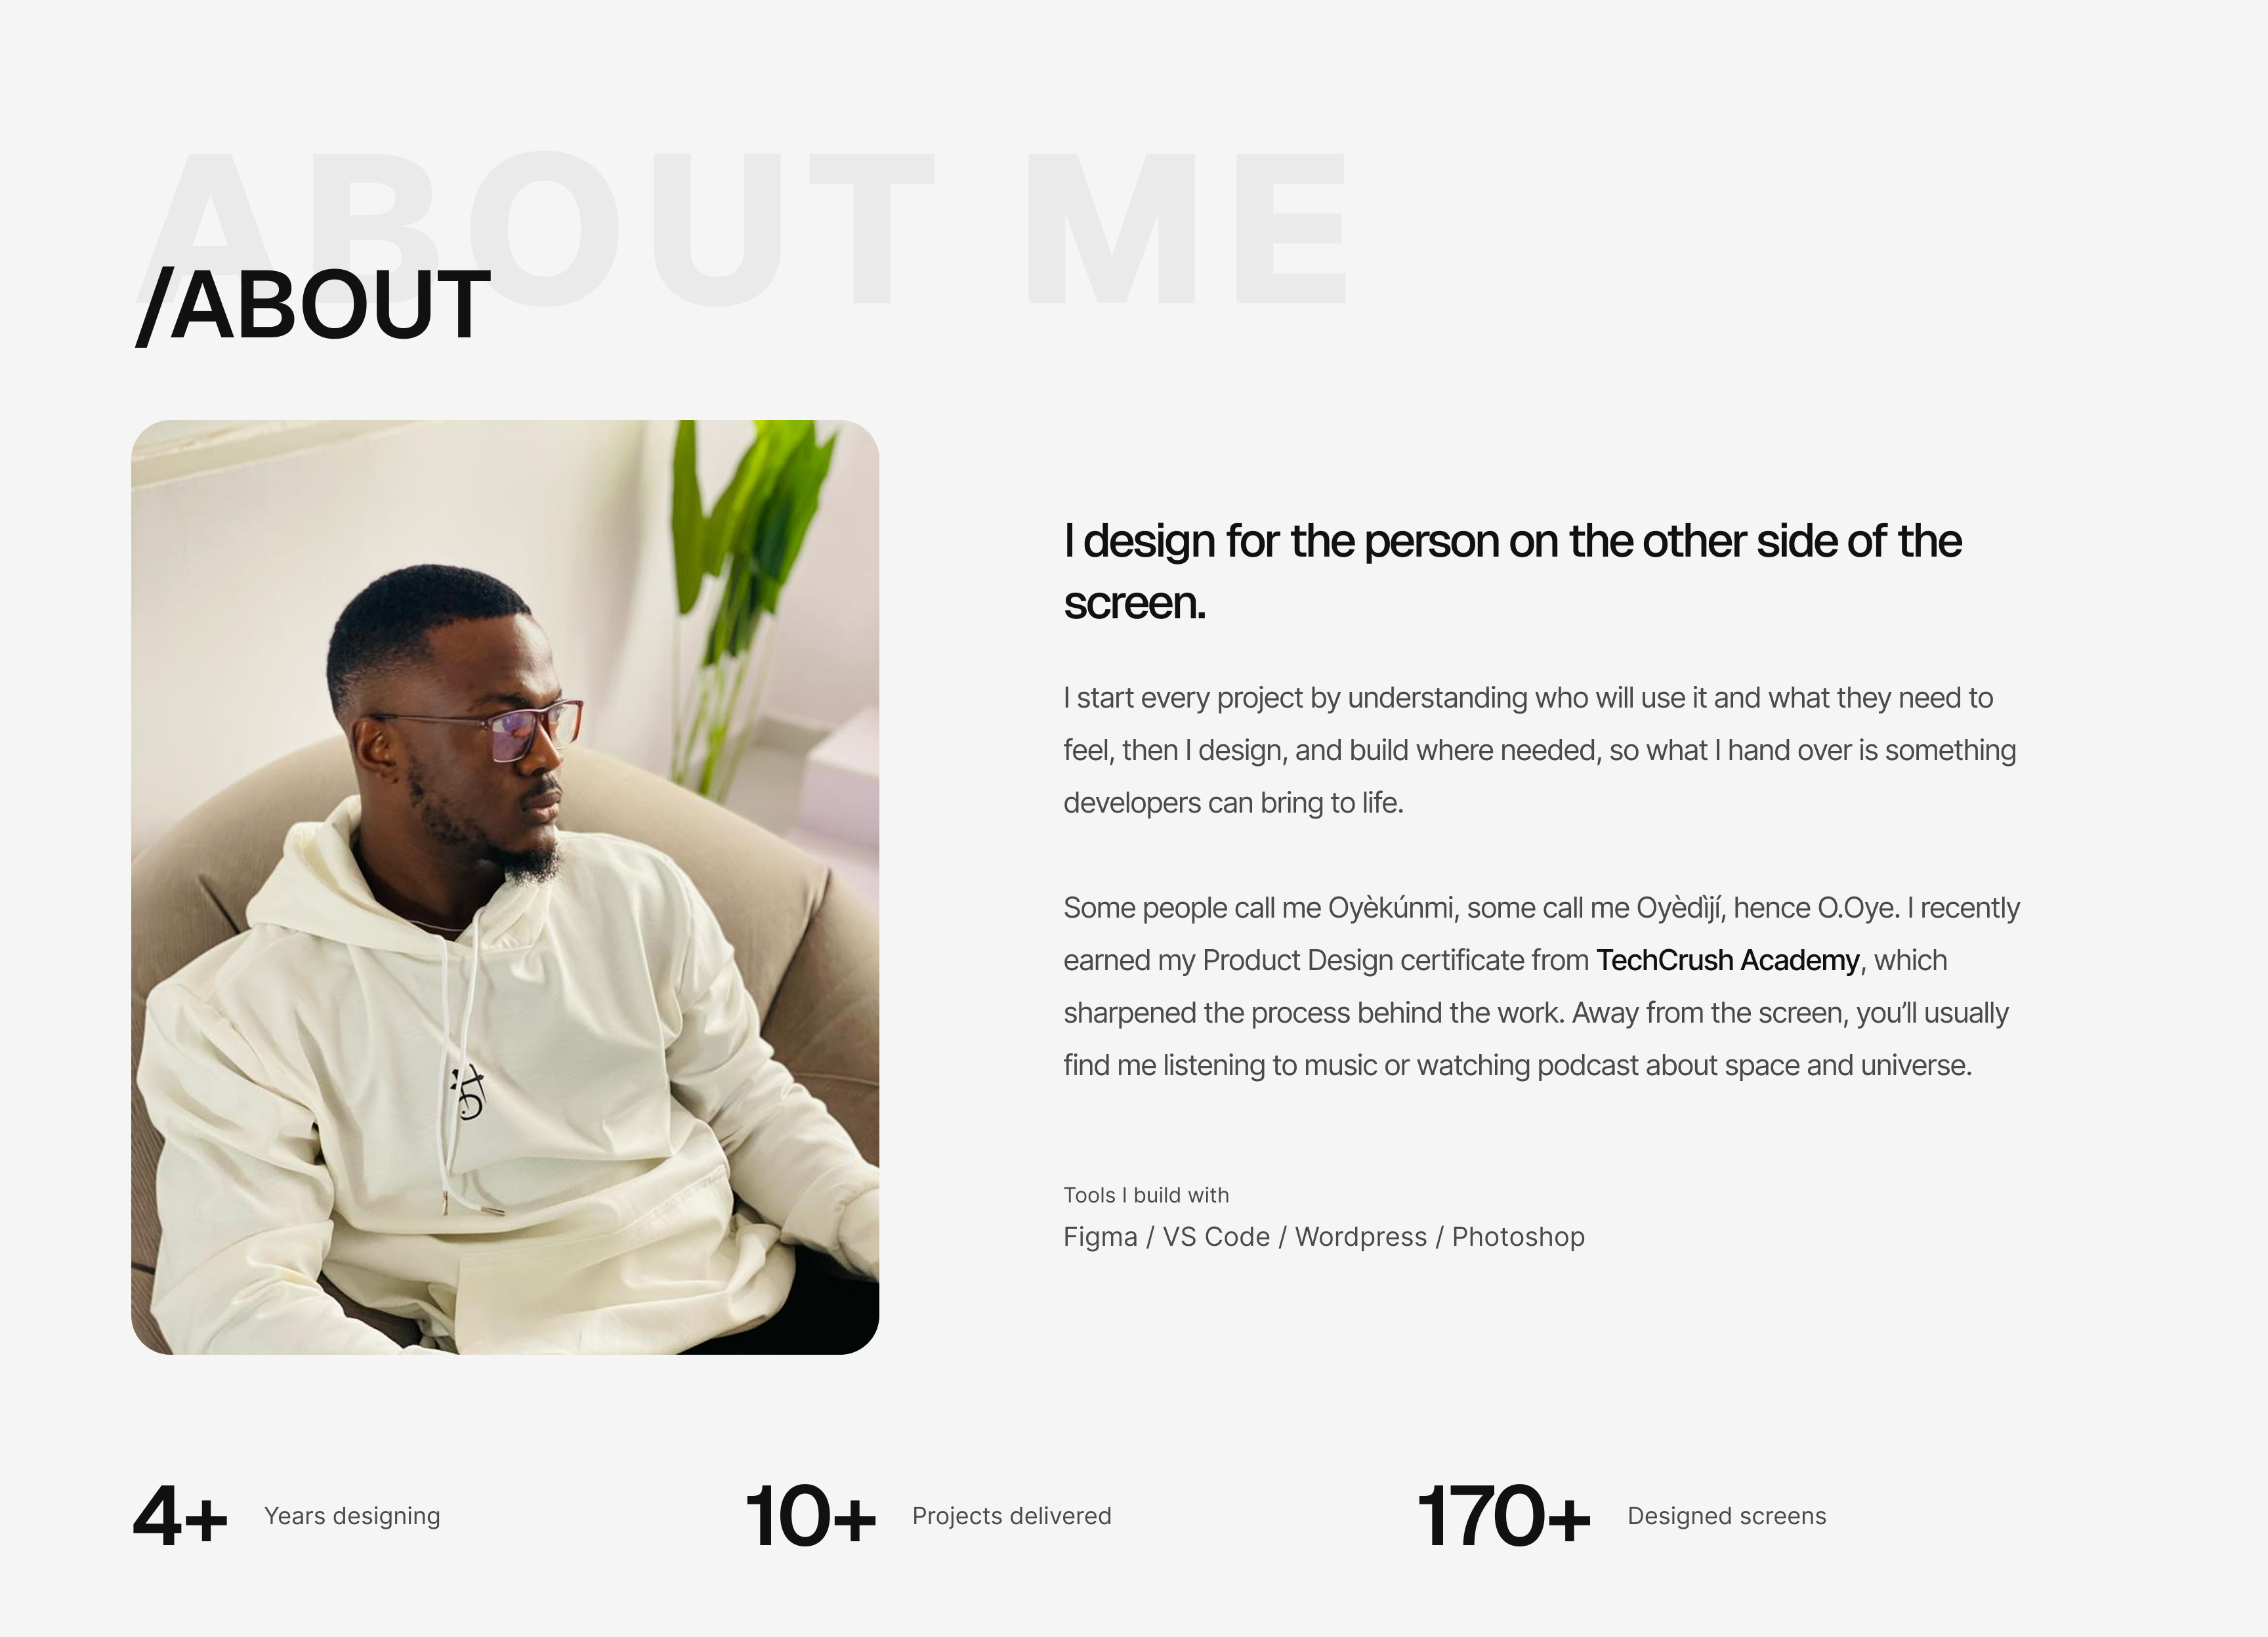 ABOUT ME
/ABOUT
I design for the person on the other side of the
screen.
I start every project by understanding who will use it and what they need to
feel, then I design, and build where needed, so what I hand over is something
developers can bring to life.
Some people call me Oyèkúnmi, some call me Oyèdìjí, hence O.Oye. I recently
earned my Product Design certificate from TechCrush Academy, which
sharpened the process behind the work. Away from the screen, you’ll usually
find me listening to music or watching podcast about space and universe.
Tools I build with
Figma / VS Code / Wordpress / Photoshop
4+ Years designing
10+ Projects delivered
170+ Designed screens